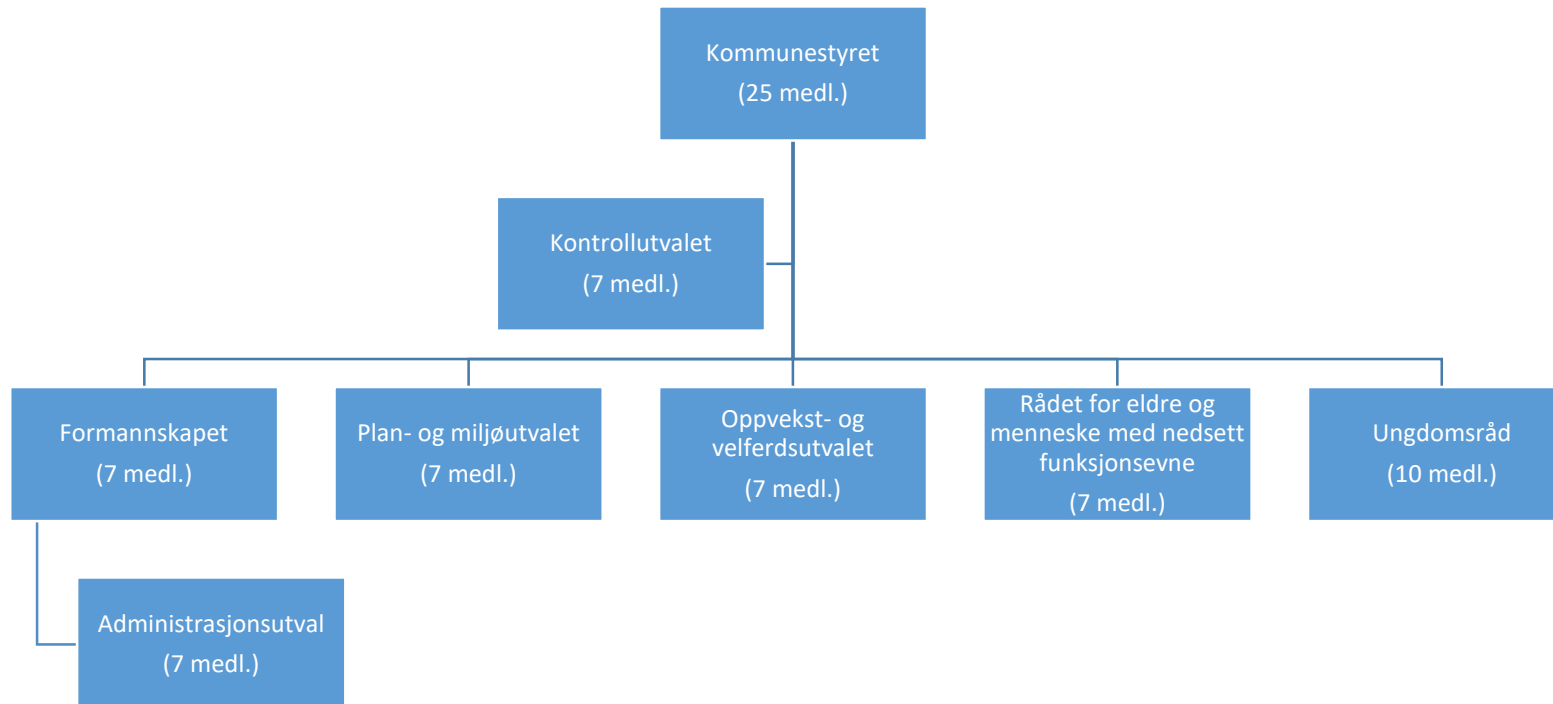 Kommunestyret
(25 medl.)
Kontrollutvalet
(7 medl.)
Formannskapet
(7 medl.)
Plan- og miljøutvalet
(7 medl.)
Oppvekst- og
velferdsutvalet
(7 medl.)
Rådet for eldre og
menneske med nedsett
funksjonsevne
(7 medl.)
Ungdomsråd
(10 medl.)
Administrasjonsutval
(7 medl.)